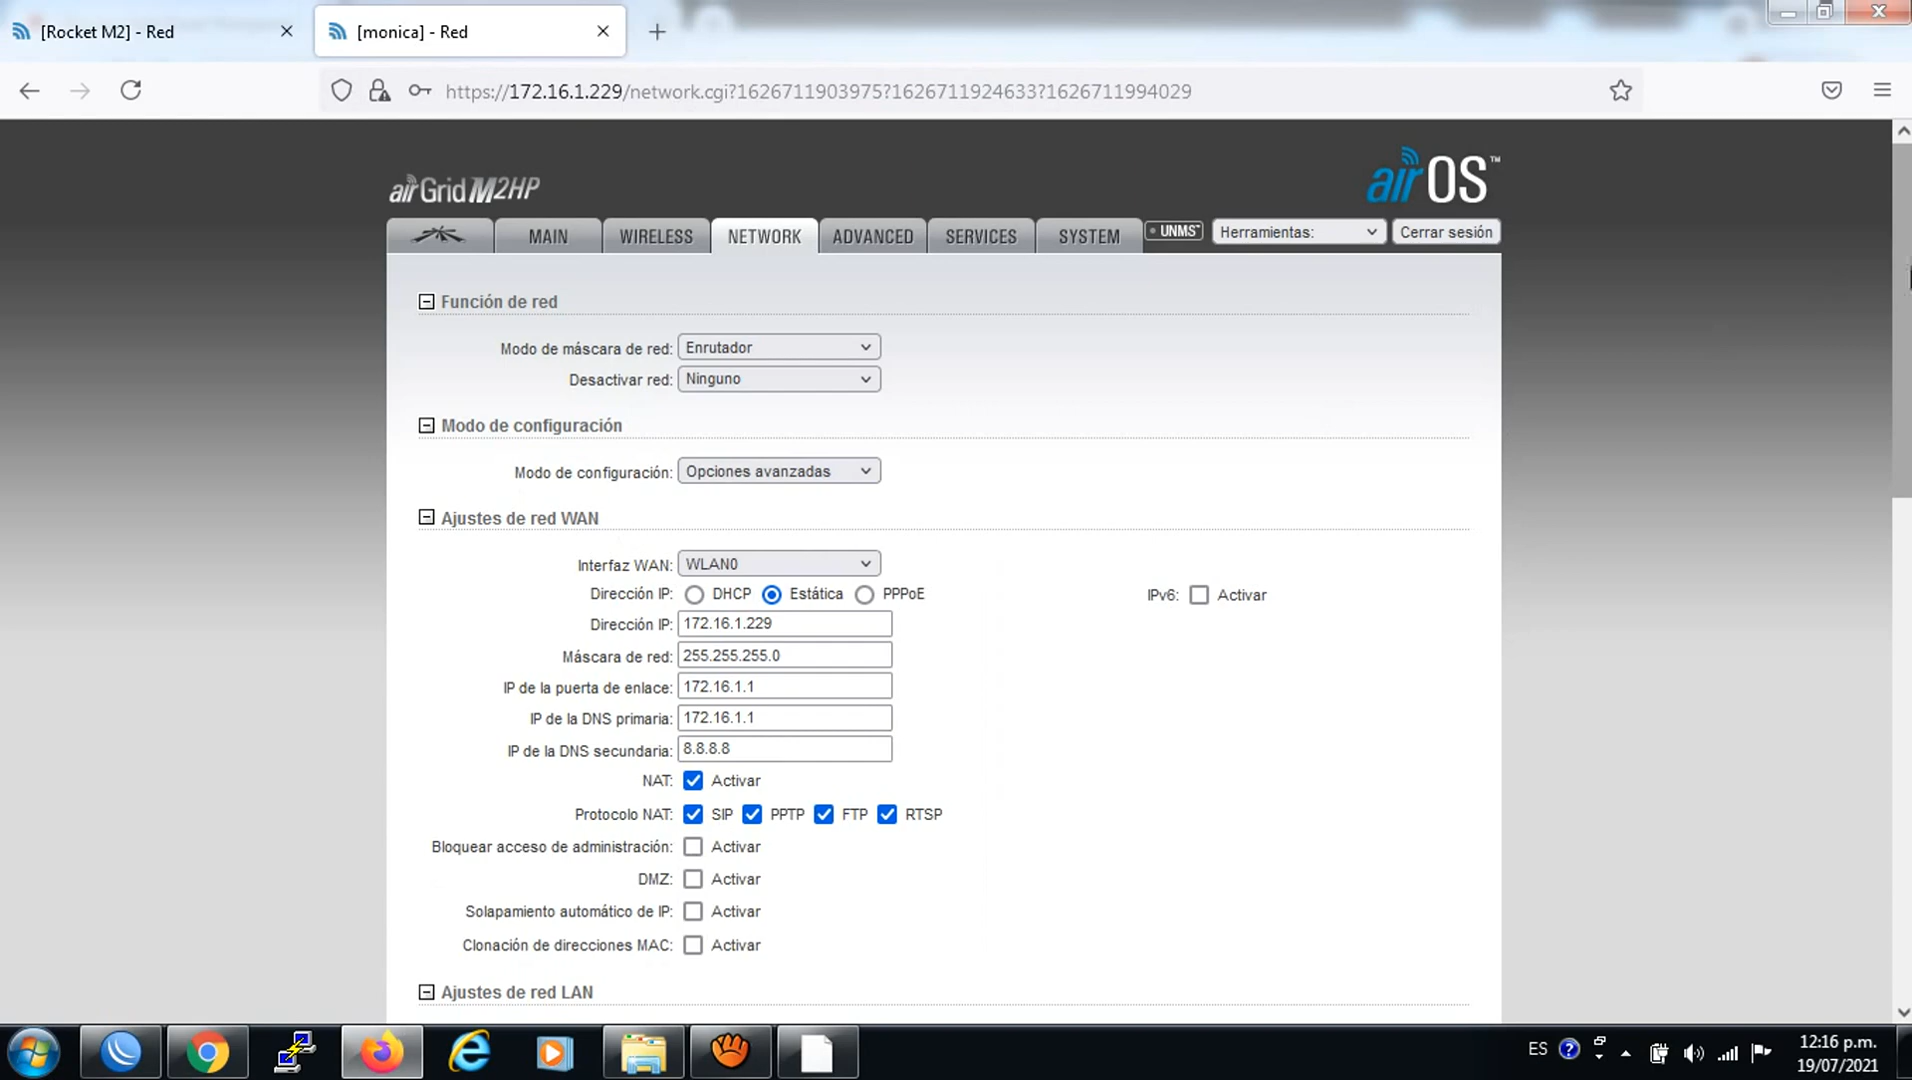 [Rocket M2] - Red
[monica] - Red
https://172.16.1.229/network.cgi?1626711903975?1626711924633?1626711994029
airGrid M2HP
airOS™
MAIN
WIRELESS
NETWORK
ADVANCED
SERVICES
SYSTEM
UNMS™
Herramientas:
Cerrar sesión
Función de red
Modo de máscara de red: Enrutador
Desactivar red: Ninguno
Modo de configuración
Modo de configuración: Opciones avanzadas
Ajustes de red WAN
Interfaz WAN: WLAN0
Dirección IP: DHCP Estática PPPoE
IPv6: Activar
Dirección IP: 172.16.1.229
Máscara de red: 255.255.255.0
IP de la puerta de enlace: 172.16.1.1
IP de la DNS primaria: 172.16.1.1
IP de la DNS secundaria: 8.8.8.8
NAT: Activar
Protocolo NAT: SIP PPTP FTP RTSP
Bloquear acceso de administración: Activar
DMZ: Activar
Solapamiento automático de IP: Activar
Clonación de direcciones MAC: Activar
Ajustes de red LAN
ES
12:16 p.m.
19/07/2021